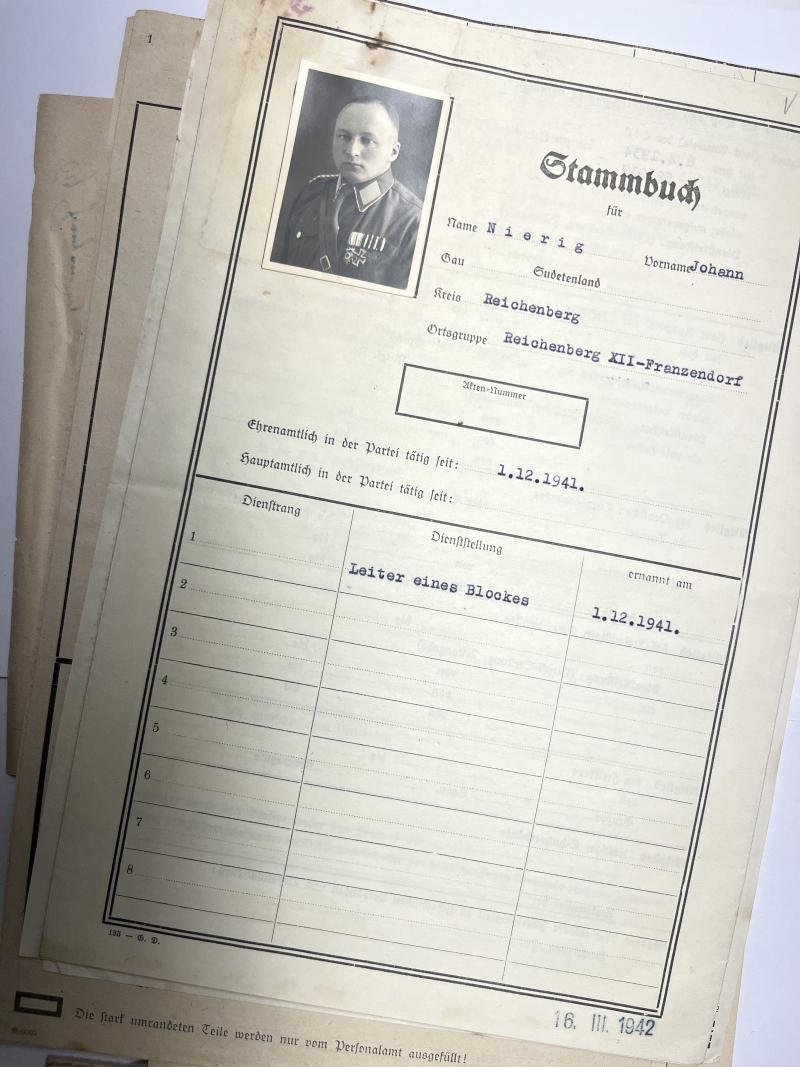 1
Stammbuch
für
Name Nierig Vorname Johann
Gau Sudetenland
Kreis Reichenberg
Ortsgruppe Reichenberg XII-Franzendorf
Akten-Nummer
Ehrenamtlich in der Partei tätig seit: 1.12.1941.
Hauptamtlich in der Partei tätig seit:
Dienstrang Dienststellung ernannt am
1 Leiter eines Blockes 1.12.1941.
2
3
4
5
6
7
8
133 — G. D.
16. III. 1942
Die stark umrandeten Teile werden nur vom Personalamt ausgefüllt!